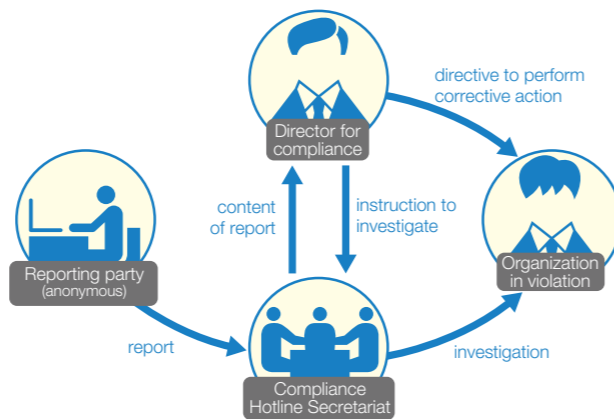 directive to perform
corrective action
Director for
compliance
content
of report
instruction to
investigate
Reporting party
(anonymous)
Organization
in violation
report
investigation
Compliance
Hotline Secretariat